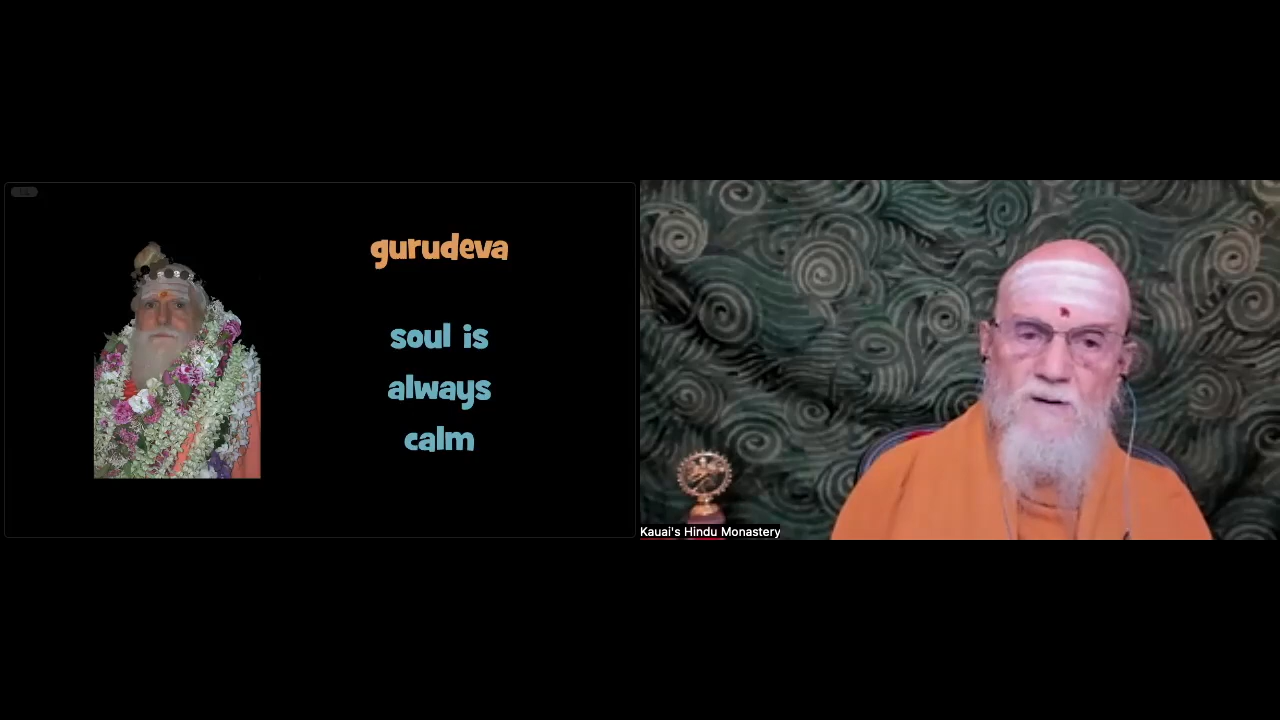 gurudeva
soul is
always
calm
Kauai's Hindu Monastery